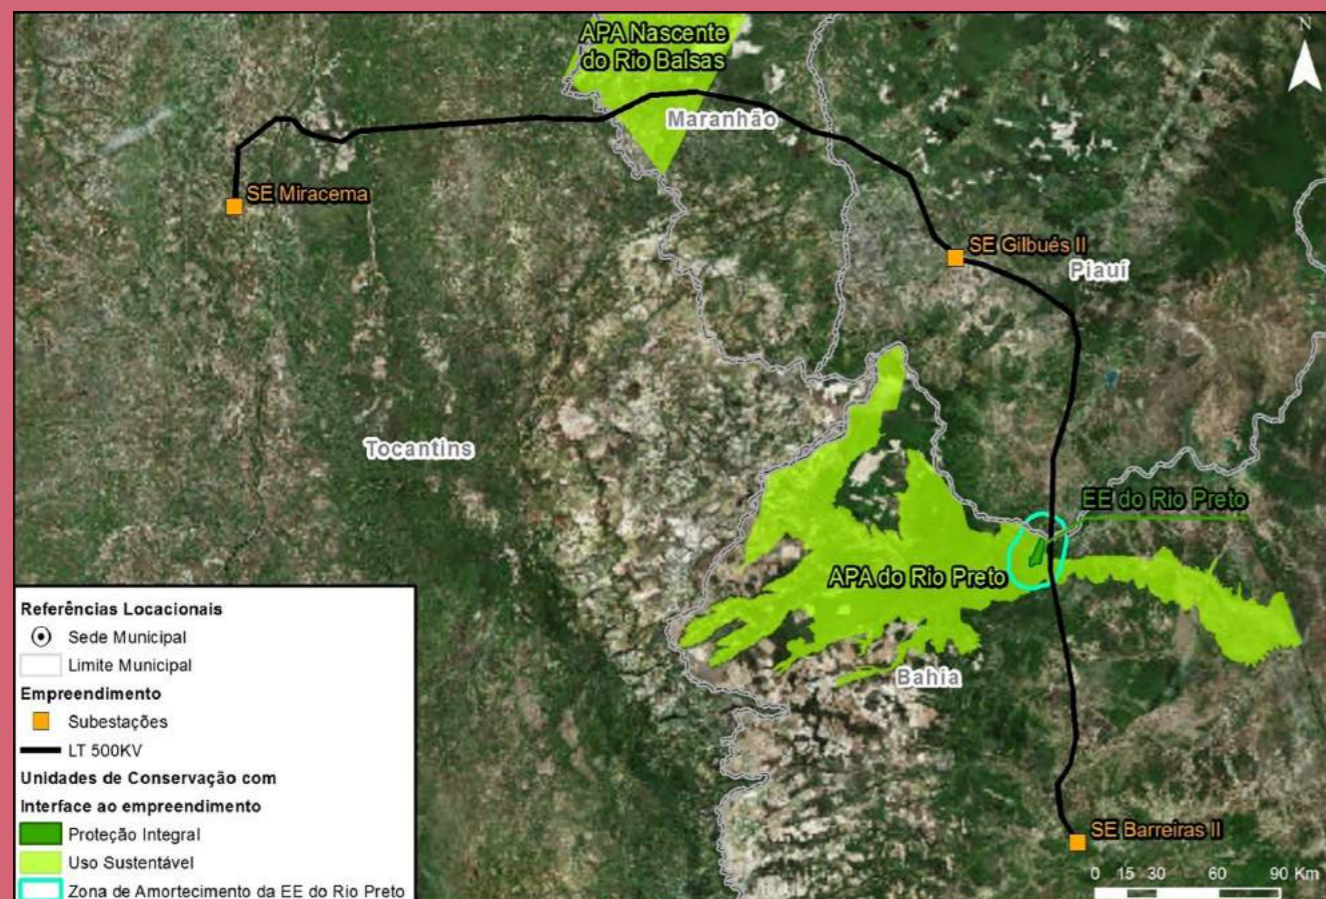 APA Nascente
do Rio Balsas
N
Maranhão
SE Miracema
SE Gilbués II
Piauí
Tocantins
EE do Rio Preto
APA do Rio Preto
Bahia
SE Barreiras II
Referências Locacionais
Sede Municipal
Limite Municipal
Empreendimento
Subestações
LT 500KV
Unidades de Conservação com
Interface ao empreendimento
Proteção Integral
Uso Sustentável
Zona de Amortecimento da EE do Rio Preto
0 15 30 60 90 Km